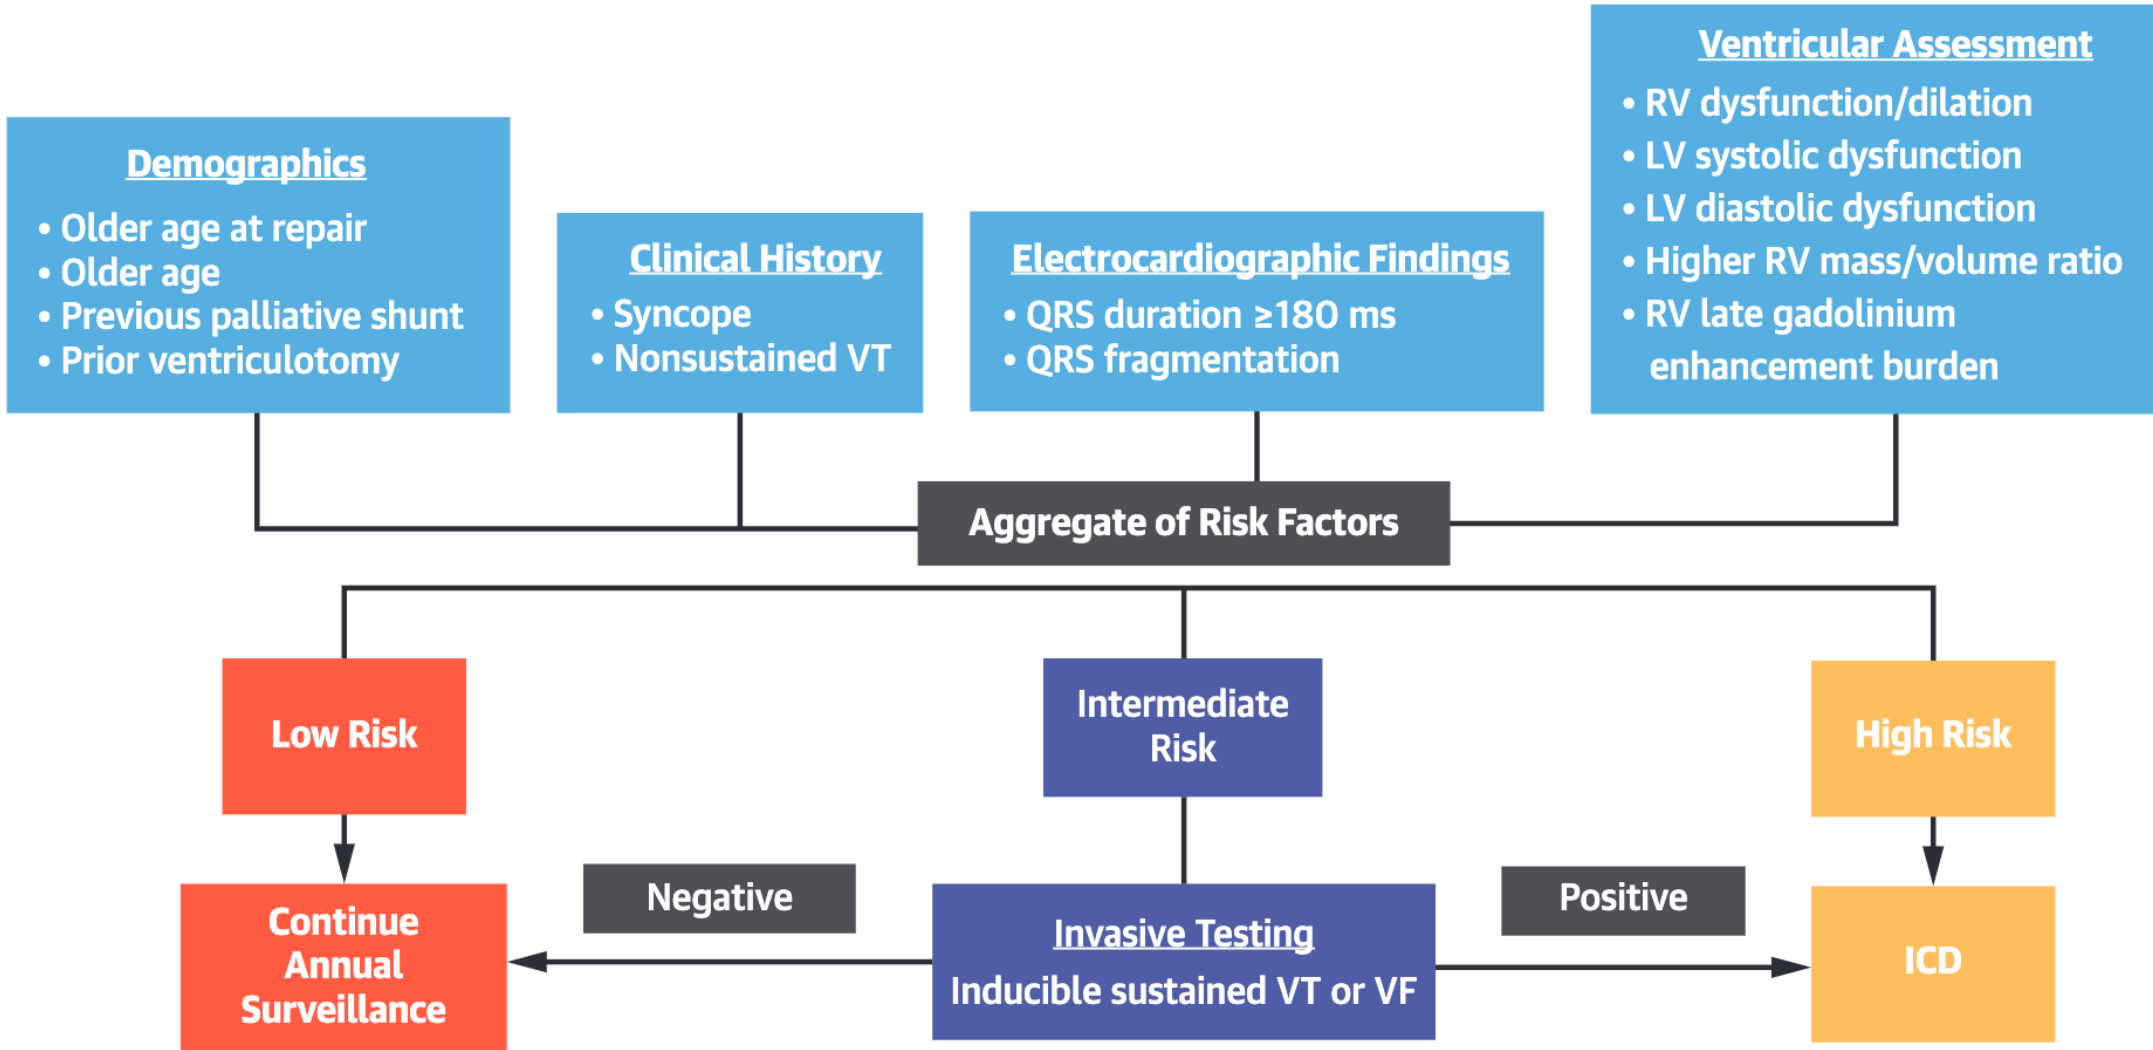 Demographics
• Older age at repair
• Older age
• Previous palliative shunt
• Prior ventriculotomy
Clinical History
• Syncope
• Nonsustained VT
Electrocardiographic Findings
• QRS duration ≥180 ms
• QRS fragmentation
Ventricular Assessment
• RV dysfunction/dilation
• LV systolic dysfunction
• LV diastolic dysfunction
• Higher RV mass/volume ratio
• RV late gadolinium
enhancement burden
Aggregate of Risk Factors
Low Risk
Intermediate
Risk
High Risk
Continue
Annual
Surveillance
Negative
Invasive Testing
Inducible sustained VT or VF
Positive
ICD